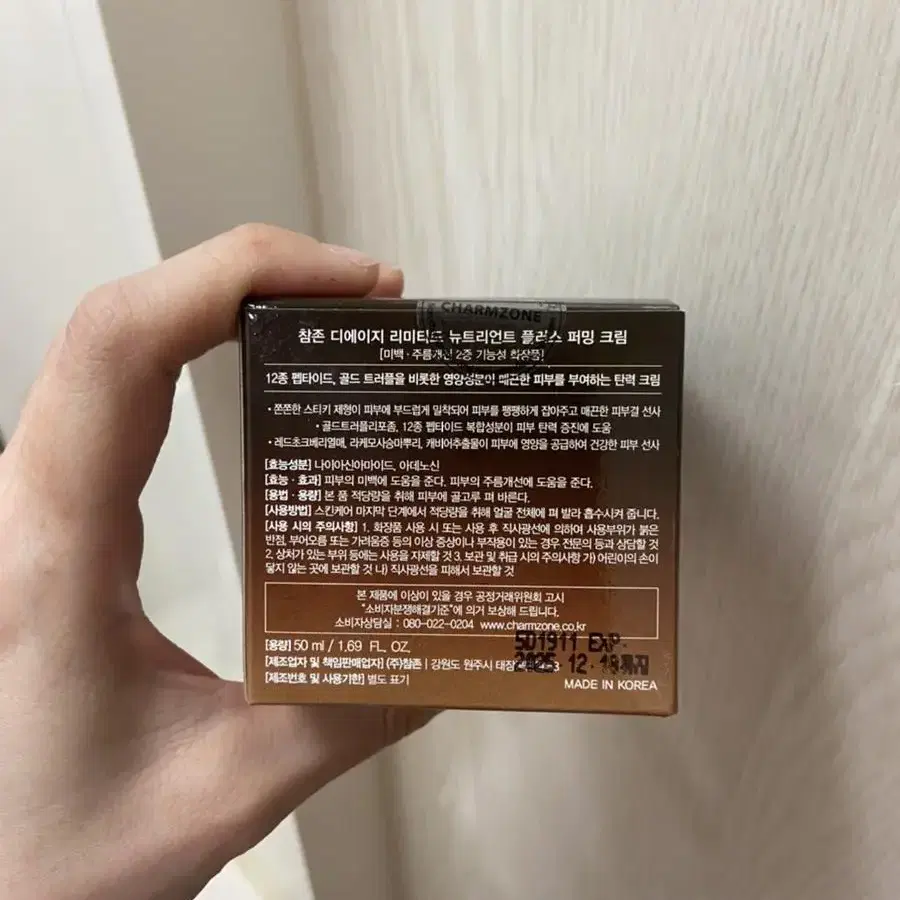 CHARMZONE
참존 디에이지 리미티드 뉴트리언트 플러스 퍼밍 크림
[미백 · 주름개선 2중 기능성 화장품]
12종 펩타이드, 골드 트러플을 비롯한 영양성분이 매끈한 피부를 부여하는 탄력 크림
· 쫀쫀한 스티키 제형이 피부에 부드럽게 밀착되어 피부를 팽팽하게 잡아주고 매끈한 피부결 선사
· 골드트러플리포좀, 12종 펩타이드 복합성분이 피부 탄력 증진에 도움
· 레드초크베리열매, 라케모사승마뿌리, 캐비어추출물이 피부에 영양을 공급하여 건강한 피부 선사
[효능성분] 나이아신아마이드, 아데노신
[효능 · 효과] 피부의 미백에 도움을 준다. 피부의 주름개선에 도움을 준다.
[용법 · 용량] 본 품 적당량을 취해 피부에 골고루 펴 바른다.
[사용방법] 스킨케어 마지막 단계에서 적당량을 취해 얼굴 전체에 펴 발라 흡수시켜 줍니다.
[사용 시의 주의사항] 1. 화장품 사용 시 또는 사용 후 직사광선에 의하여 사용부위가 붉은
반점, 부어오름 또는 가려움증 등의 이상 증상이나 부작용이 있는 경우 전문의 등과 상담할 것
2. 상처가 있는 부위 등에는 사용을 자제할 것 3. 보관 및 취급 시의 주의사항 가) 어린이의 손이
닿지 않는 곳에 보관할 것 나) 직사광선을 피해서 보관할 것
본 제품에 이상이 있을 경우 공정거래위원회 고시
"소비자분쟁해결기준"에 의거 보상해 드립니다.
소비자상담실 : 080-022-0204 www.charmzone.co.kr
501911 EXP
[용량] 50 ml / 1.69 FL. OZ.
2025. 12. 18까지
[제조업자 및 책임판매업자] (주)참존 | 강원도 원주시 태장
[제조번호 및 사용기한] 별도 표기
MADE IN KOREA